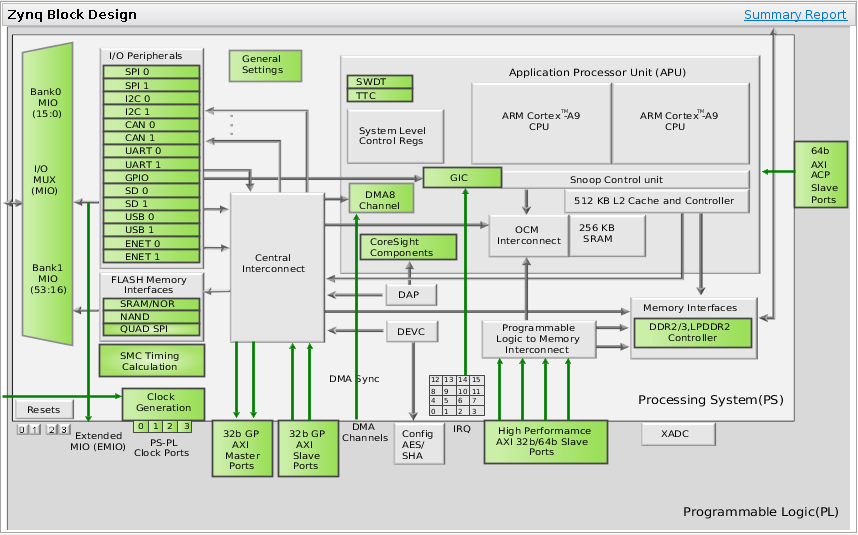 Zynq Block Design
Summary Report
I/O Peripherals
SPI 0
SPI 1
I2C 0
I2C 1
CAN 0
CAN 1
UART 0
UART 1
GPIO
SD 0
SD 1
USB 0
USB 1
ENET 0
ENET 1
Bank0
MIO
(15:0)
I/O
MUX
(MIO)
Bank1
MIO
(53:16)
FLASH Memory
Interfaces
SRAM/NOR
NAND
QUAD SPI
SMC Timing
Calculation
General
Settings
Application Processor Unit (APU)
SWDT
TTC
System Level
Control Regs
ARM Cortex™-A9
CPU
ARM Cortex™-A9
CPU
GIC
Snoop Control unit
512 KB L2 Cache and Controller
DMA8
Channel
OCM
Interconnect
256 KB
SRAM
CoreSight
Components
Central
Interconnect
DAP
DEVC
Programmable
Logic to Memory
Interconnect
Memory Interfaces
DDR2/3,LPDDR2
Controller
64b
AXI
ACP
Slave
Ports
DMA Sync
12 13 14 15
8 9 10 11
4 5 6 7
0 1 2 3
Processing System(PS)
Clock
Generation
Resets
0 1 2 3
0 1 2 3
Extended
MIO (EMIO)
PS-PL
Clock Ports
32b GP
AXI
Master
Ports
32b GP
AXI
Slave
Ports
DMA
Channels
Config
AES/
SHA
IRQ
High Performamce
AXI 32b/64b Slave
Ports
XADC
Programmable Logic(PL)